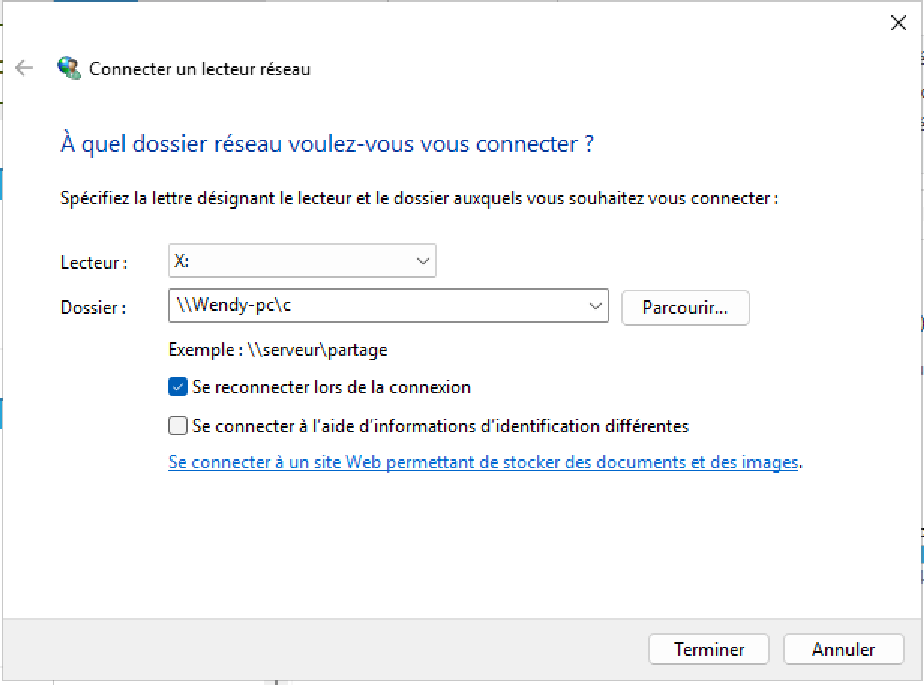 Connecter un lecteur réseau
À quel dossier réseau voulez-vous vous connecter ?
Spécifiez la lettre désignant le lecteur et le dossier auxquels vous souhaitez vous connecter :
Lecteur : X:
Dossier : \\Wendy-pc\c Parcourir...
Exemple : \\serveur\partage
Se reconnecter lors de la connexion
Se connecter à l'aide d'informations d'identification différentes
Se connecter à un site Web permettant de stocker des documents et des images.
Terminer Annuler